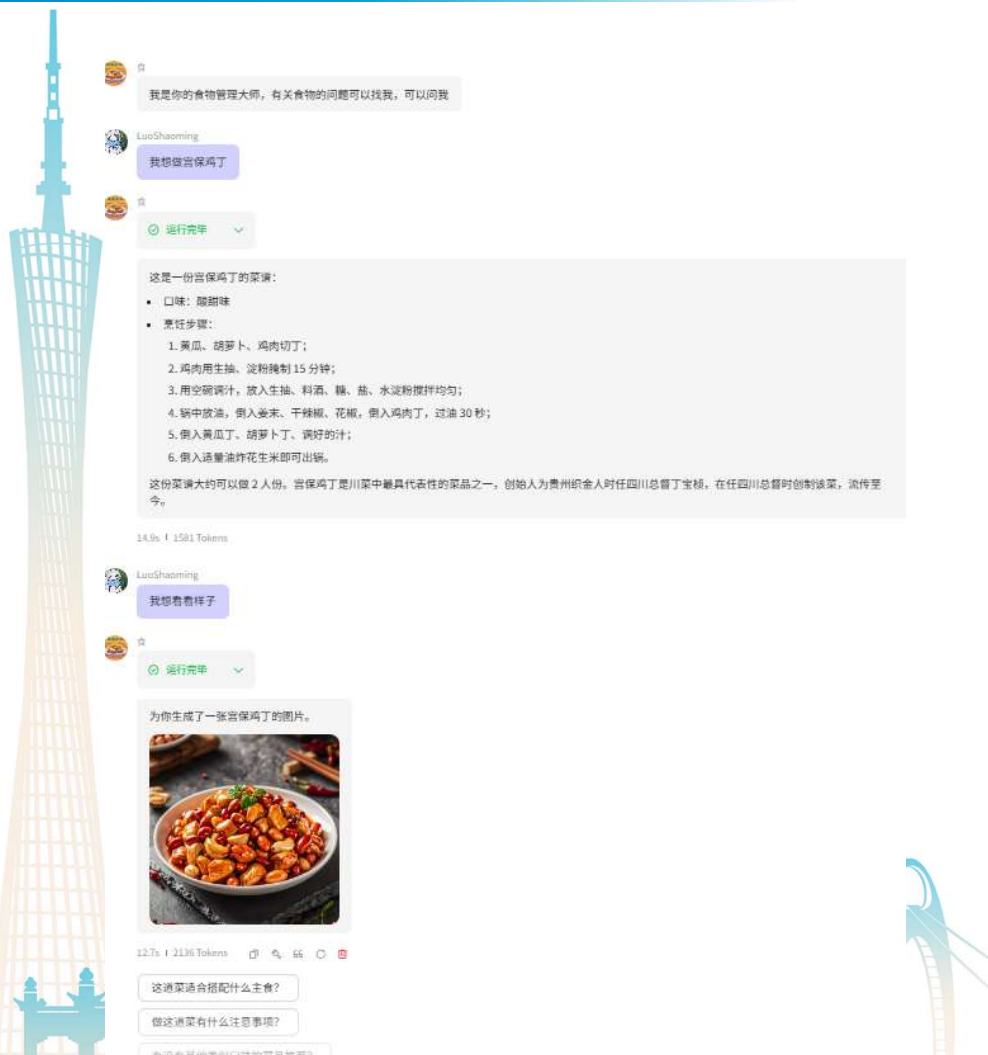 食
我是你的食物管理大师，有关食物的问题可以找我，可以问我
LuoShaoming
我想做宫保鸡丁
食
运行完毕
这是一份宫保鸡丁的菜谱：
• 口味：酸甜味
• 烹饪步骤：
1. 黄瓜、胡萝卜、鸡肉切丁；
2. 鸡肉用生抽、淀粉腌制 15 分钟；
3. 用空碗调汁，放入生抽、料酒、糖、盐、水淀粉搅拌均匀；
4. 锅中放油，倒入姜末、干辣椒、花椒，倒入鸡肉丁，过油 30 秒；
5. 倒入黄瓜丁、胡萝卜丁、调好的汁；
6. 倒入适量油炸花生米即可出锅。
这份菜谱大约可以做 2 人份。宫保鸡丁是川菜中最具代表性的菜品之一，创始人为贵州织金人时任四川总督丁宝桢，在任四川总督时创制该菜，流传至
今。
14.9s | 1581 Tokens
LuoShaoming
我想看看样子
食
运行完毕
为你生成了一张宫保鸡丁的图片。
12.7s | 2136 Tokens
这道菜适合搭配什么主食？
做这道菜有什么注意事项？